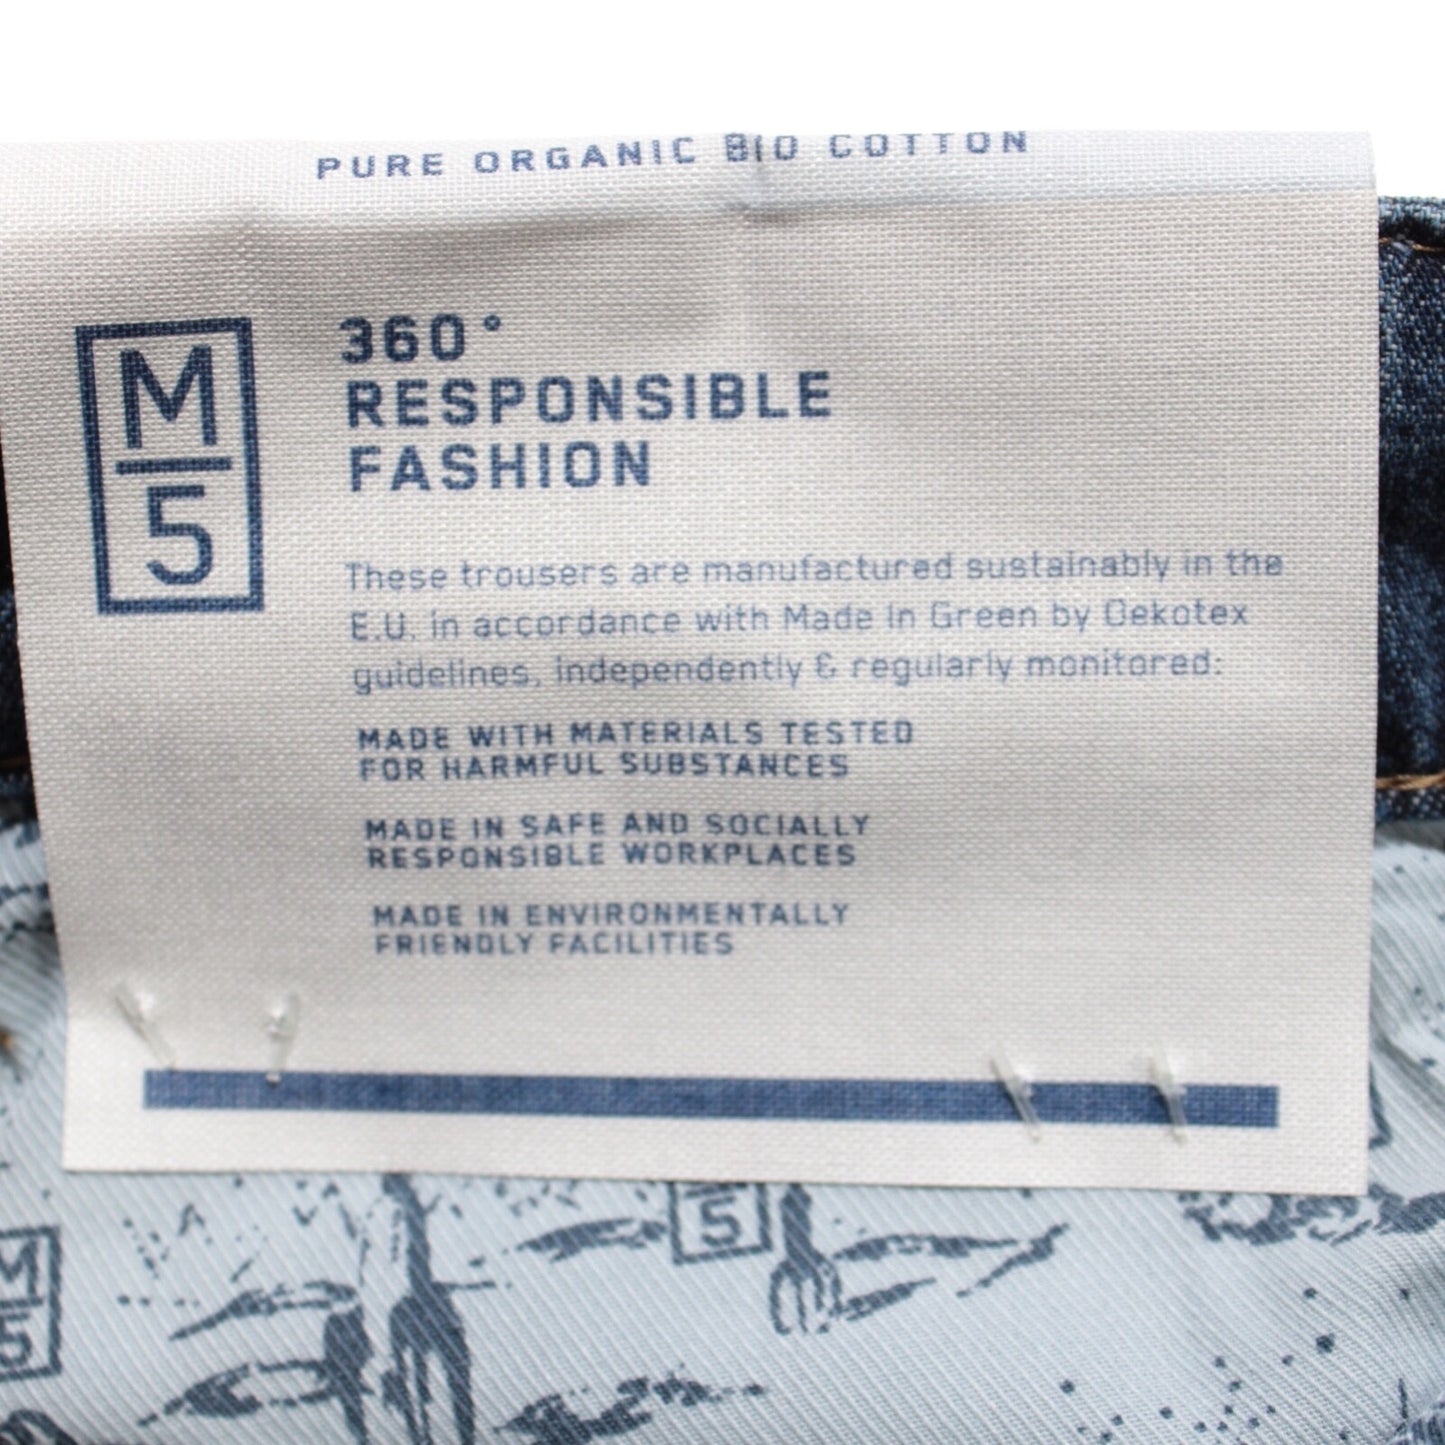 PURE ORGANIC BIO COTTON
M
5
360°
RESPONSIBLE
FASHION
These trousers are manufactured sustainably in the
E.U. in accordance with Made In Green by Oekotex
guidelines, independently & regularly monitored:
MADE WITH MATERIALS TESTED
FOR HARMFUL SUBSTANCES
MADE IN SAFE AND SOCIALLY
RESPONSIBLE WORKPLACES
MADE IN ENVIRONMENTALLY
FRIENDLY FACILITIES
5
M
5